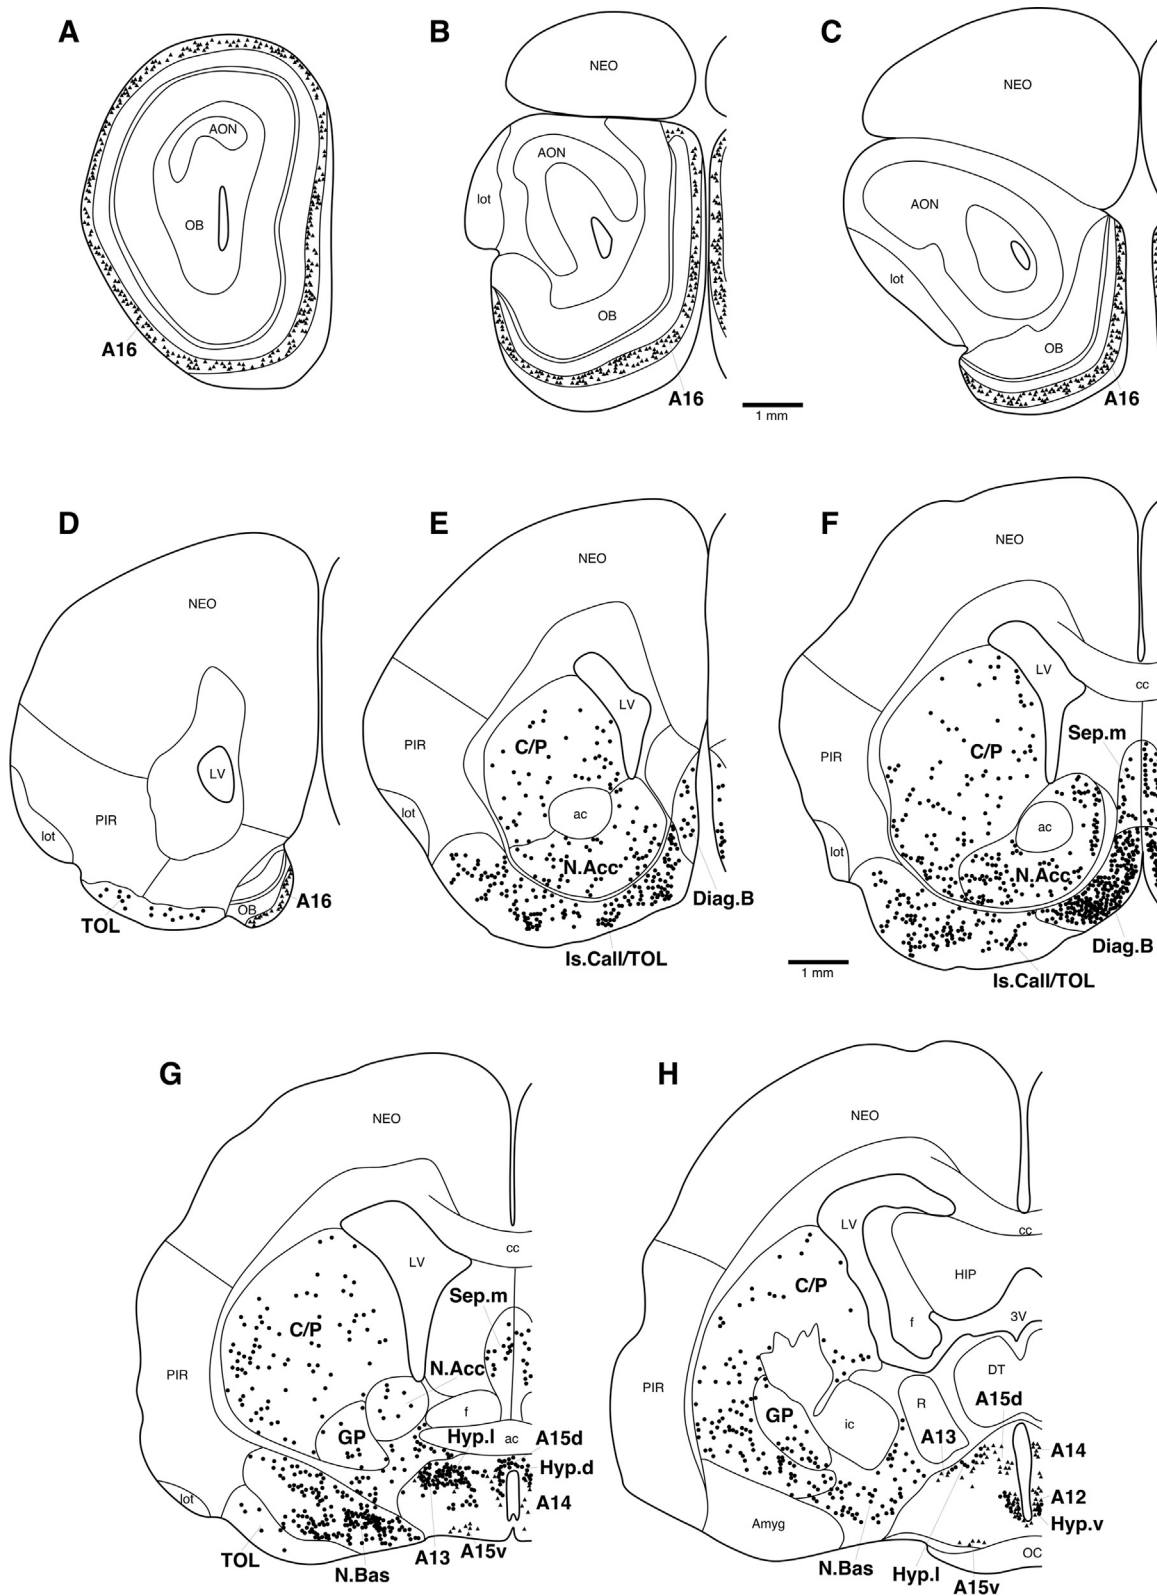 A
AON
OB
A16
B
NEO
AON
lot
OB
A16
1 mm
C
NEO
AON
lot
OB
A16
D
NEO
LV
PIR
lot
OB
A16
TOL
E
NEO
LV
PIR
C/P
lot
ac
N.Acc
Diag.B
Is.Call/TOL
F
NEO
LV
cc
Sep.m
PIR
C/P
lot
ac
N.Acc
Diag.B
1 mm
Is.Call/TOL
G
NEO
cc
LV
Sep.m
C/P
N.Acc
PIR
f
GP
Hyp.l
ac
A15d
Hyp.d
lot
A14
TOL
A13
A15v
N.Bas
H
NEO
LV
cc
HIP
C/P
f
3V
DT
PIR
R
A15d
GP
ic
A13
A14
A12
Amyg
Hyp.v
OC
N.Bas
Hyp.l
A15v